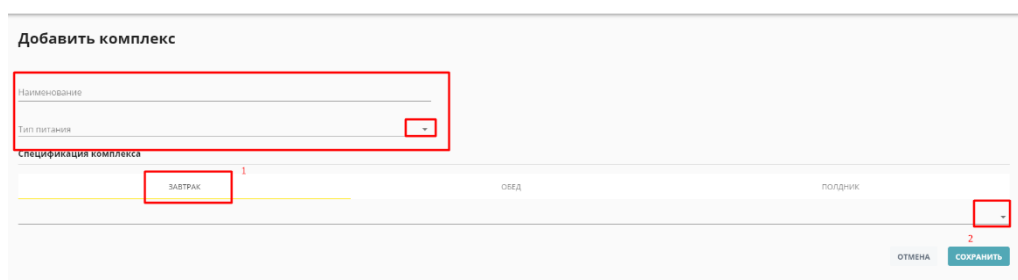 Добавить комплекс
Наименование
Тип питания
Спецификация комплекса
1
ЗАВТРАК ОБЕД ПОЛДНИК
2
ОТМЕНА СОХРАНИТЬ